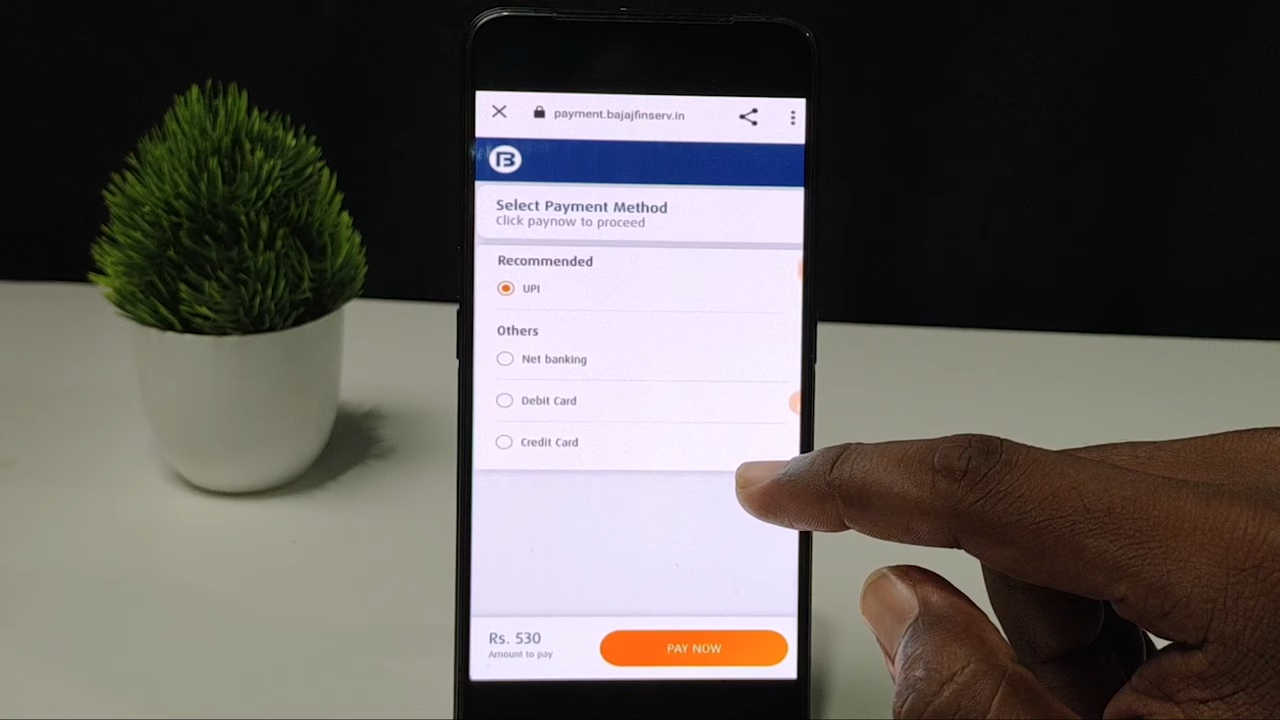 payment.bajajfinserv.in
B
Select Payment Method
Click paynow to proceed
Recommended
UPI
Others
Net banking
Debit Card
Credit Card
Rs. 530
Amount to pay
PAY NOW